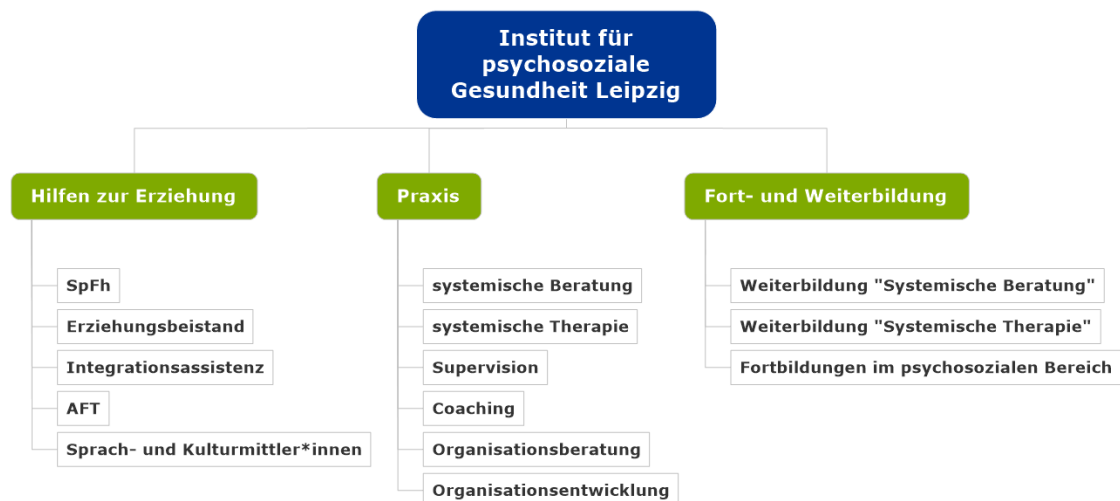 Institut für
psychosoziale
Gesundheit Leipzig
Hilfen zur Erziehung
SpFh
Erziehungsbeistand
Integrationsassistenz
AFT
Sprach- und Kulturmittler*innen
Praxis
systemische Beratung
systemische Therapie
Supervision
Coaching
Organisationsberatung
Organisationsentwicklung
Fort- und Weiterbildung
Weiterbildung "Systemische Beratung"
Weiterbildung "Systemische Therapie"
Fortbildungen im psychosozialen Bereich